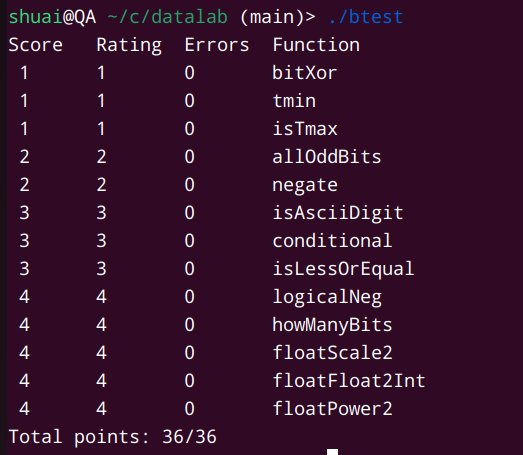 shuai@QA ~/c/datalab (main)> ./btest
Score Rating Errors Function
1 1 0 bitXor
1 1 0 tmin
1 1 0 isTmax
2 2 0 allOddBits
2 2 0 negate
3 3 0 isAsciiDigit
3 3 0 conditional
3 3 0 isLessOrEqual
4 4 0 logicalNeg
4 4 0 howManyBits
4 4 0 floatScale2
4 4 0 floatFloat2Int
4 4 0 floatPower2
Total points: 36/36